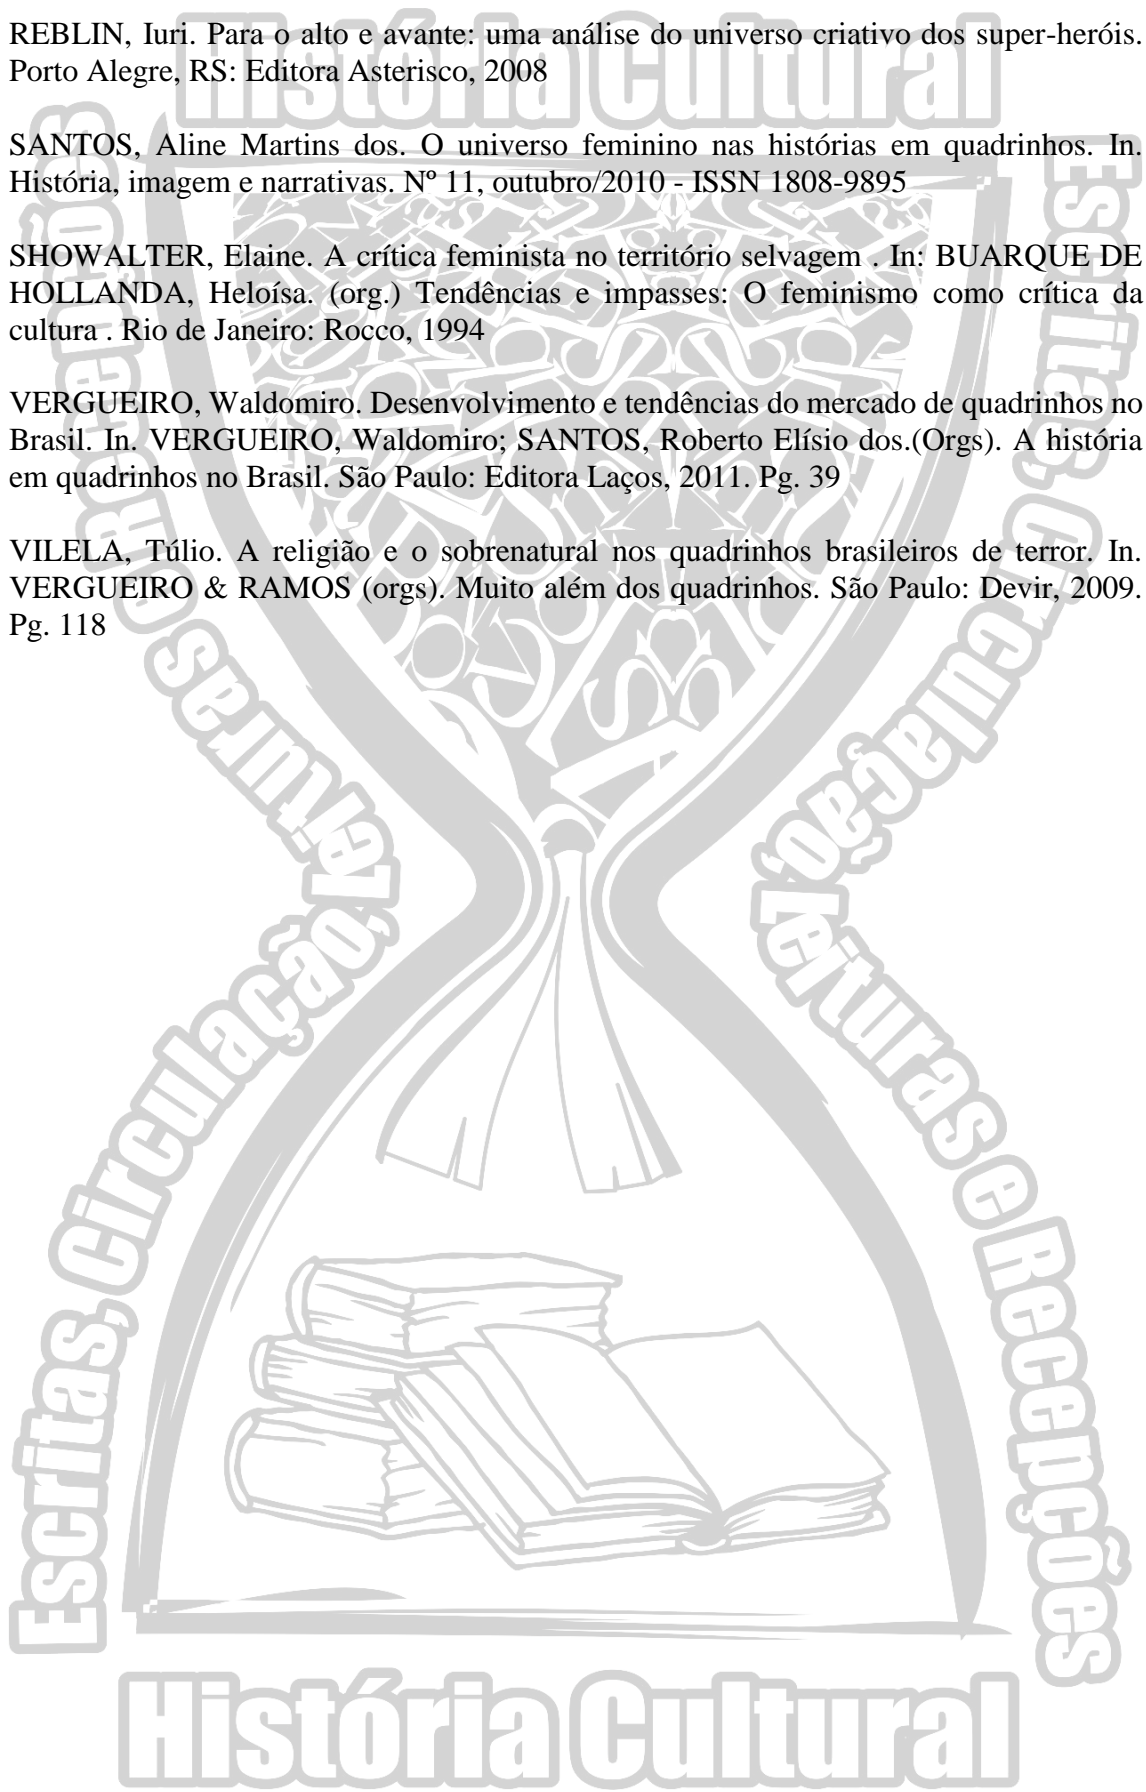 História Cultural
REBLIN, Iuri. Para o alto e avante: uma análise do universo criativo dos super-heróis.
Porto Alegre, RS: Editora Asterisco, 2008
SANTOS, Aline Martins dos. O universo feminino nas histórias em quadrinhos. In.
História, imagem e narrativas. Nº 11, outubro/2010 - ISSN 1808-9895
SHOWALTER, Elaine. A crítica feminista no território selvagem . In: BUARQUE DE
HOLLANDA, Heloísa. (org.) Tendências e impasses: O feminismo como crítica da
cultura . Rio de Janeiro: Rocco, 1994
VERGUEIRO, Waldomiro. Desenvolvimento e tendências do mercado de quadrinhos no
Brasil. In. VERGUEIRO, Waldomiro; SANTOS, Roberto Elísio dos.(Orgs). A história
em quadrinhos no Brasil. São Paulo: Editora Laços, 2011. Pg. 39
VILELA, Túlio. A religião e o sobrenatural nos quadrinhos brasileiros de terror. In.
VERGUEIRO & RAMOS (orgs). Muito além dos quadrinhos. São Paulo: Devir, 2009.
Pg. 118
Escritas, Circulação, Leituras e Recepções
Escritas, Circulação, Leituras e Recepções
História Cultural